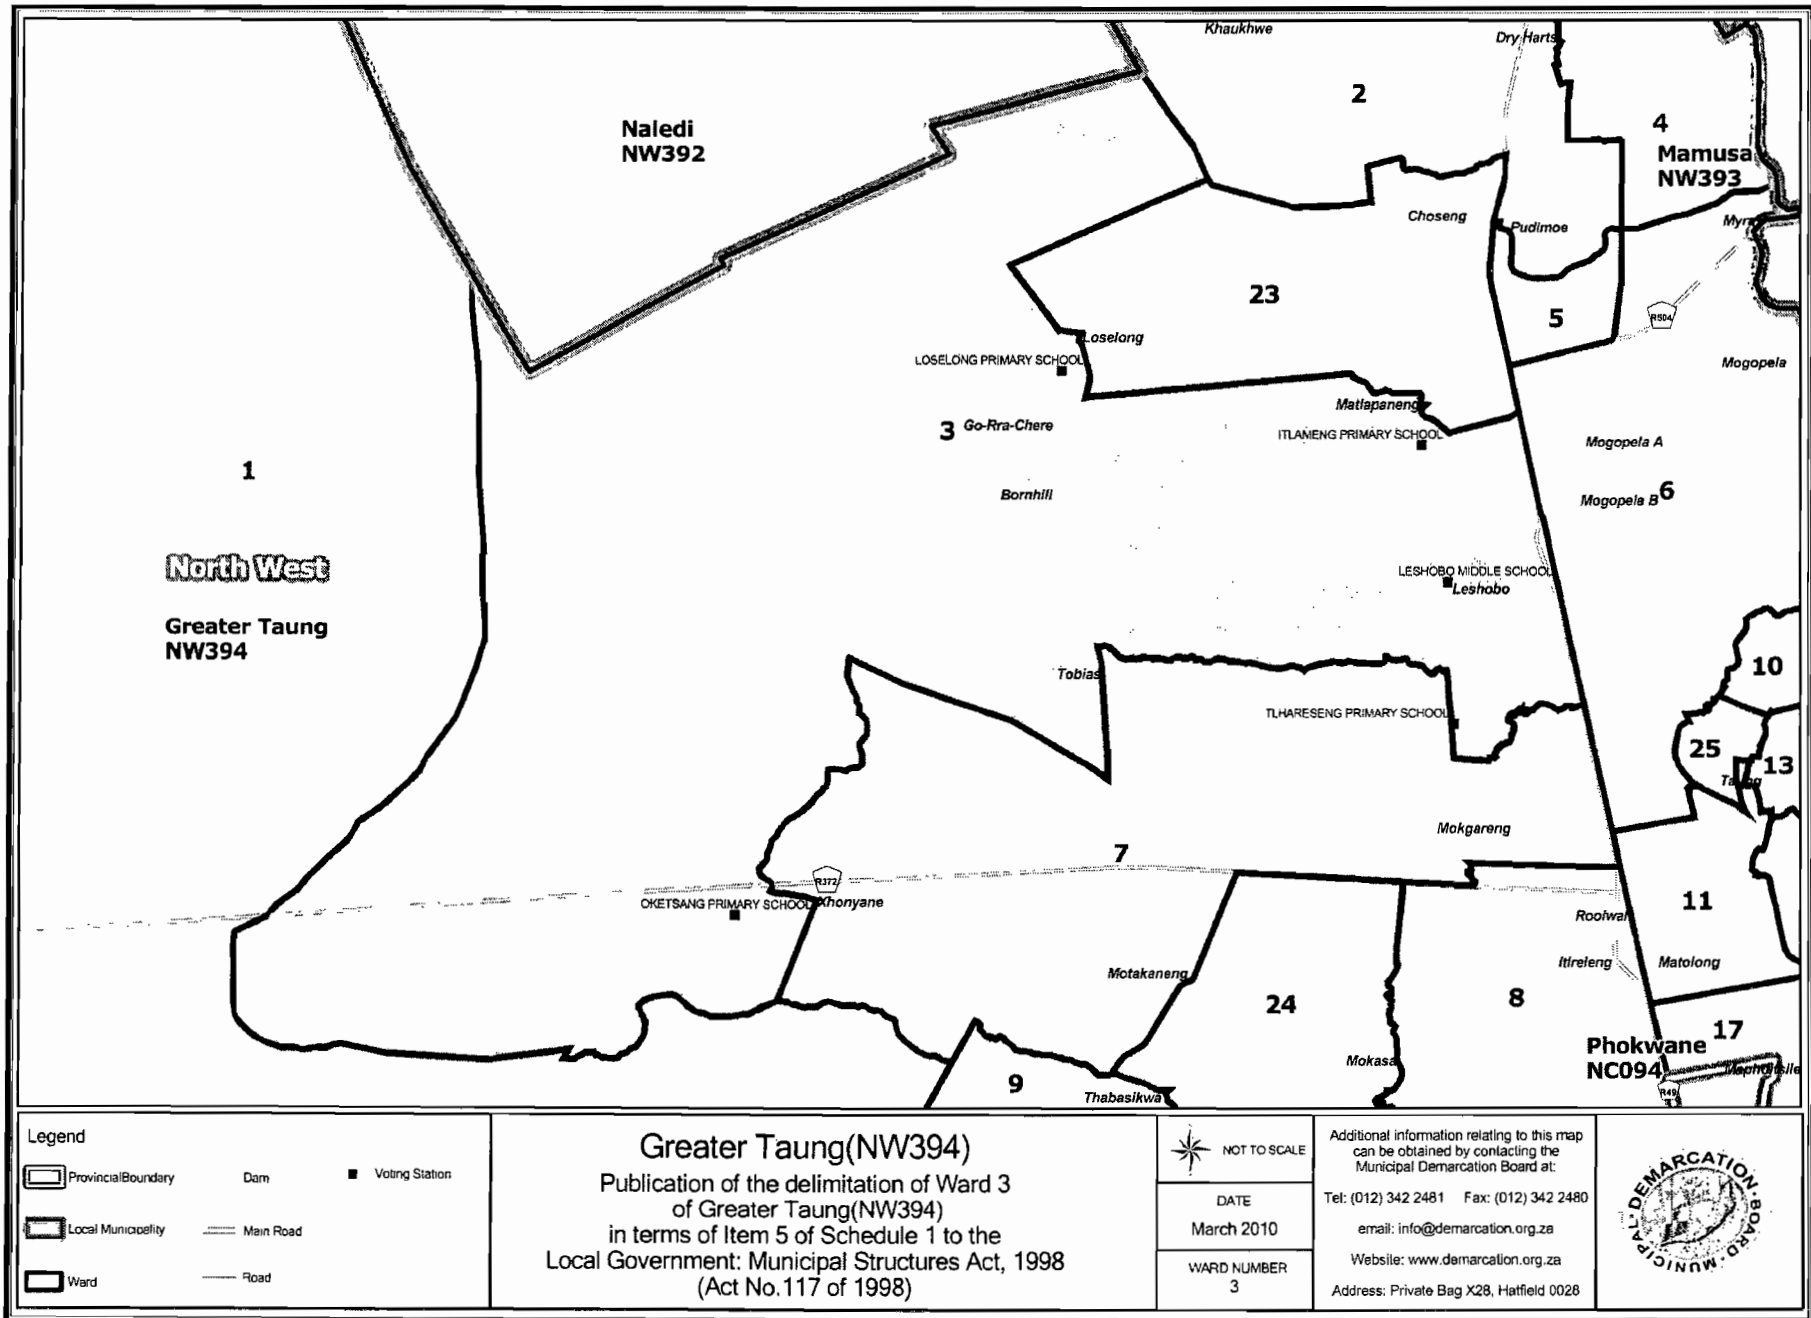 Khaukhwe
Dry Harts
2
4
Naledi
NW392
Mamusa
NW393
Choseng
Pudimoe
23
5
R504
Loselong
LOSELONG PRIMARY SCHOOL
Mogopela
Matlapaneng
3
Go-Rra-Chere
ITLAMENG PRIMARY SCHOOL
Mogopela A
1
Bornhill
Mogopela B
6
North West
LESHOBO MIDDLE SCHOOL
Leshobo
Greater Taung
NW394
10
Tobias
TLHARESENG PRIMARY SCHOOL
25
13
Mokgareng
7
R372
OKETSANG PRIMARY SCHOOL
Khonyane
11
Rooiwal
Itireleng
Matolong
Motakaneng
24
8
17
Phokwane
NC094
Mokasa
9
R49
Thabasikwa
Legend
ProvincialBoundary
Dam
Voting Station
Local Municipality
Main Road
Ward
Road
Greater Taung(NW394)
Publication of the delimitation of Ward 3
of Greater Taung(NW394)
in terms of Item 5 of Schedule 1 to the
Local Government: Municipal Structures Act, 1998
(Act No.117 of 1998)
NOT TO SCALE
DATE
March 2010
WARD NUMBER
3
Additional information relating to this map
can be obtained by contacting the
Municipal Demarcation Board at:
Tel: (012) 342 2481 Fax: (012) 342 2480
email: info@demarcation.org.za
Website: www.demarcation.org.za
Address: Private Bag X28, Hatfield 0028
MUNICIPAL DEMARCATION BOARD